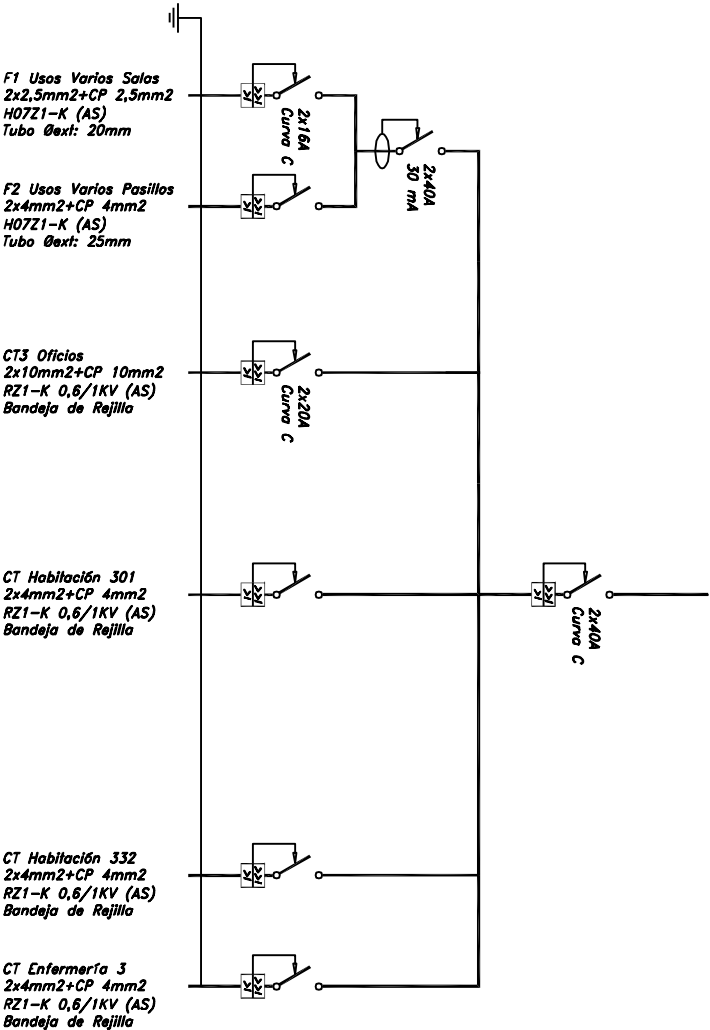 F1 Usos Varios Salas
2x2,5mm2+CP 2,5mm2
H07Z1-K (AS)
Tubo Øext: 20mm
2x16A
Curva C
2x40A
30 mA
F2 Usos Varios Pasillos
2x4mm2+CP 4mm2
H07Z1-K (AS)
Tubo Øext: 25mm
CT3 Oficios
2x10mm2+CP 10mm2
RZ1-K 0,6/1KV (AS)
Bandeja de Rejilla
2x20A
Curva C
CT Habitación 301
2x4mm2+CP 4mm2
RZ1-K 0,6/1KV (AS)
Bandeja de Rejilla
2x40A
Curva C
CT Habitación 332
2x4mm2+CP 4mm2
RZ1-K 0,6/1KV (AS)
Bandeja de Rejilla
CT Enfermería 3
2x4mm2+CP 4mm2
RZ1-K 0,6/1KV (AS)
Bandeja de Rejilla